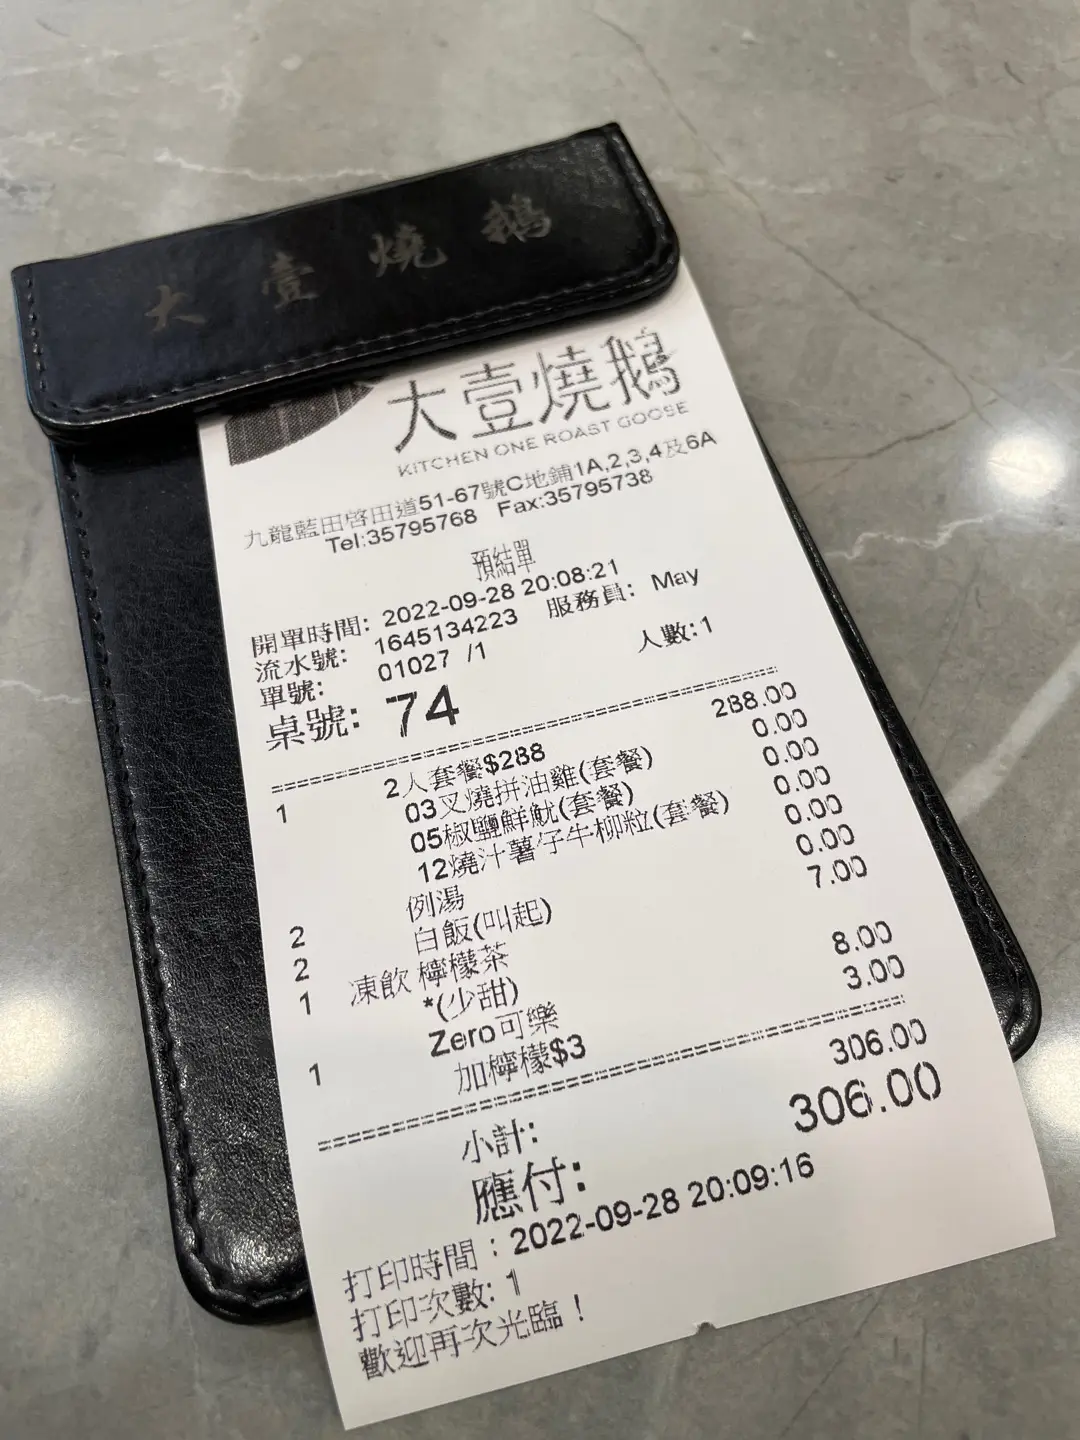 大壹燒鵝
大壹燒鵝
KITCHEN ONE ROAST GOOSE
九龍藍田啓田道51-67號C地鋪1A,2,3,4及6A
Tel:35795768 Fax:35795738
預結單
開單時間: 2022-09-28 20:08:21
流水號: 1645134223 服務員: May
單號: 01027 /1 人數:1
桌號: 74
1 2人套餐$288 288.00
03叉燒拼油雞(套餐) 0.00
05椒鹽鮮魷(套餐) 0.00
12燒汁薯仔牛柳粒(套餐) 0.00
2 例湯 0.00
2 白飯(叫起) 0.00
1 凍飲 檸檬茶 7.00
*(少甜)
1 Zero可樂 8.00
加檸檬$3 3.00
小計: 306.00
應付: 306.00
打印時間：2022-09-28 20:09:16
打印次數: 1
歡迎再次光臨！